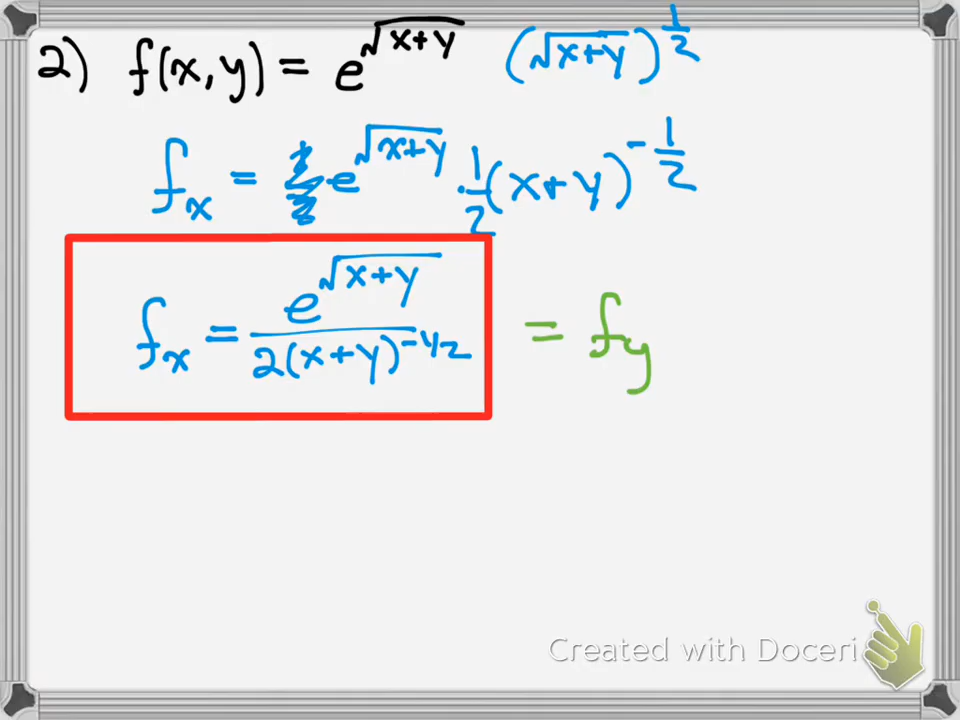 2) f(x,y) = e^√(x+y) (√(x+y))^1/2
f_x = e^√(x+y) · 1/2 (x+y)^-1/2
f_x = e^√(x+y) / 2(x+y)^-1/2 = f_y
Created with Doceri